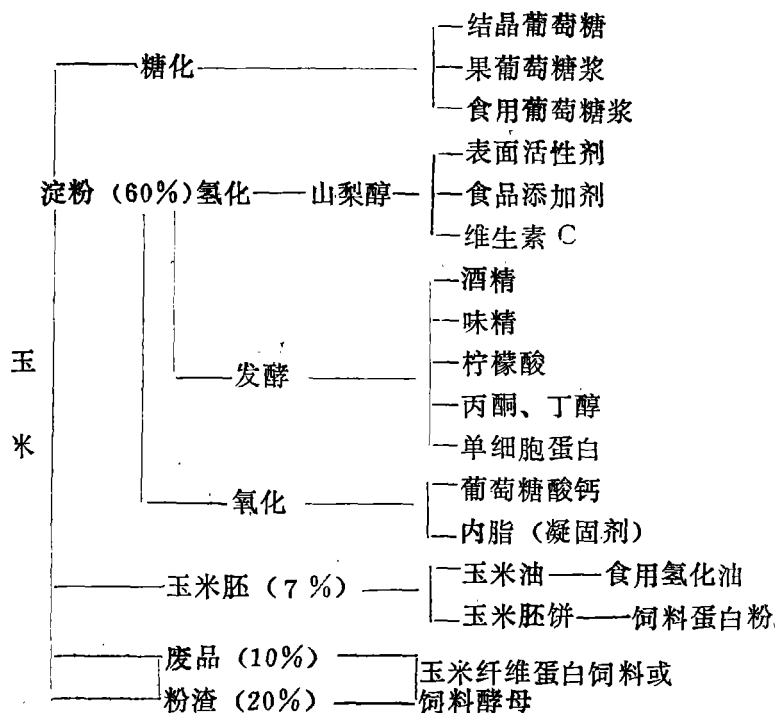 结晶葡萄糖
糖化
果葡萄糖浆
食用葡萄糖浆
表面活性剂
淀粉(60%)氢化
山梨醇
食品添加剂
维生素 C
酒精
味精
玉米
发酵
柠檬酸
丙酮、丁醇
单细胞蛋白
葡萄糖酸钙
氧化
内脂(凝固剂)
玉米胚(7%)
玉米油——食用氢化油
玉米胚饼——饲料蛋白粉
废品(10%)
粉渣(20%)
玉米纤维蛋白饲料或
饲料酵母